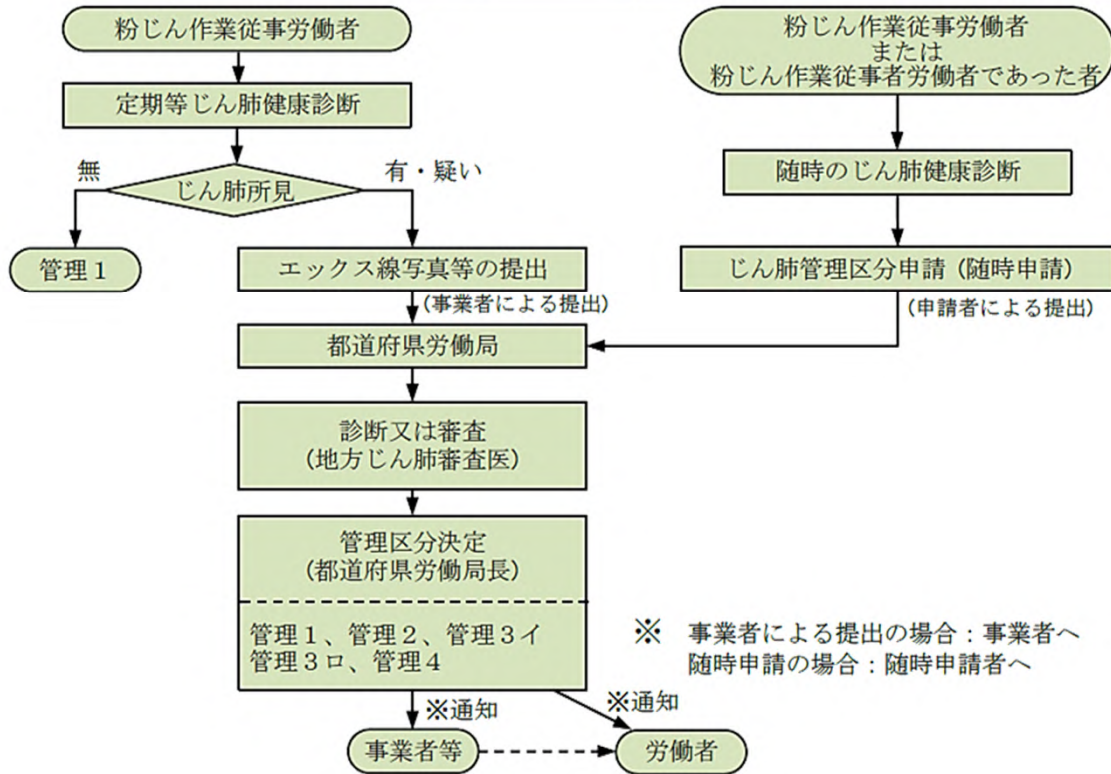 粉じん作業従事労働者
定期等じん肺健康診断
無
有・疑い
じん肺所見
管理１
エックス線写真等の提出
(事業者による提出)
粉じん作業従事労働者
または
粉じん作業従事者労働者であった者
随時のじん肺健康診断
じん肺管理区分申請（随時申請）
(申請者による提出)
都道府県労働局
診断又は審査
(地方じん肺審査医)
管理区分決定
(都道府県労働局長)
管理１、管理２、管理３イ
管理３ロ、管理４
※　事業者による提出の場合：事業者へ
随時申請の場合：随時申請者へ
※通知
※通知
事業者等
労働者